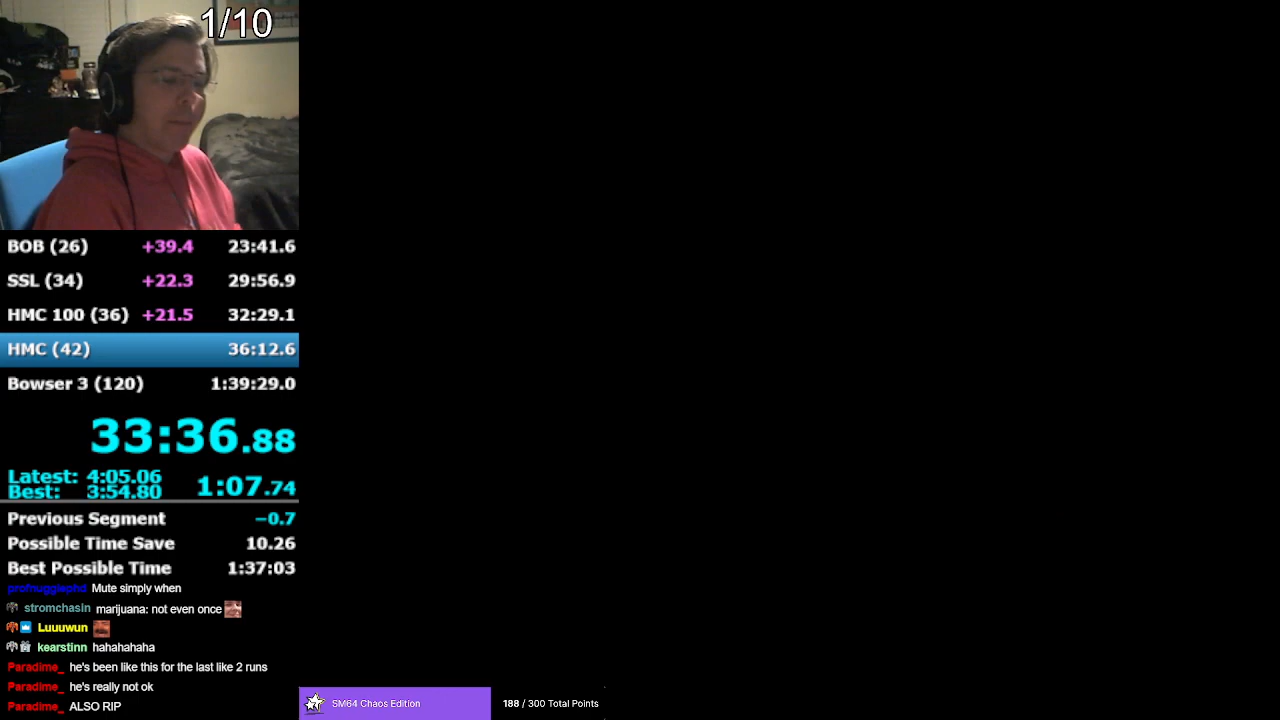 1/10
BOB (26) +39.4 23:41.6
SSL (34) +22.3 29:56.9
HMC 100 (36) +21.5 32:29.1
HMC (42) 36:12.6
Bowser 3 (120) 1:39:29.0
33:36.88
Latest: 4:05.06
Best: 3:54.80
1:07.74
Previous Segment -0.7
Possible Time Save 10.26
Best Possible Time 1:37:03
profnugglephd Mute simply when
stromchasin marijuana: not even once
Luuuwun
kearstinn hahahahaha
Paradime_ he's been like this for the last like 2 runs
Paradime_ he's really not ok
Paradime_ ALSO RIP
SM64 Chaos Edition 188 / 300 Total Points